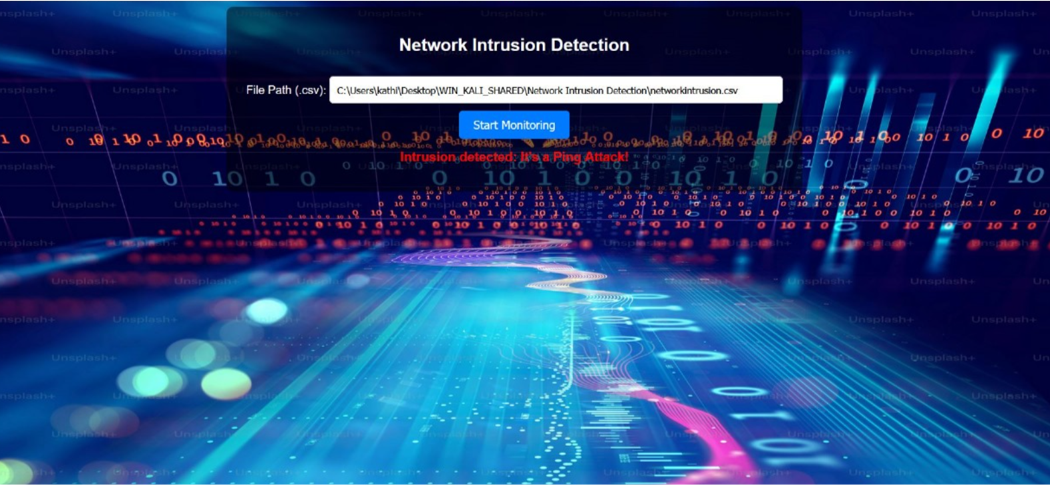 Network Intrusion Detection
File Path (.csv): C:\Users\kathi\Desktop\WIN_KALI_SHARED\Network Intrusion Detection\networkintrusion.csv
Start Monitoring
Intrusion detected: It's a Ping Attack!
Unsplash+